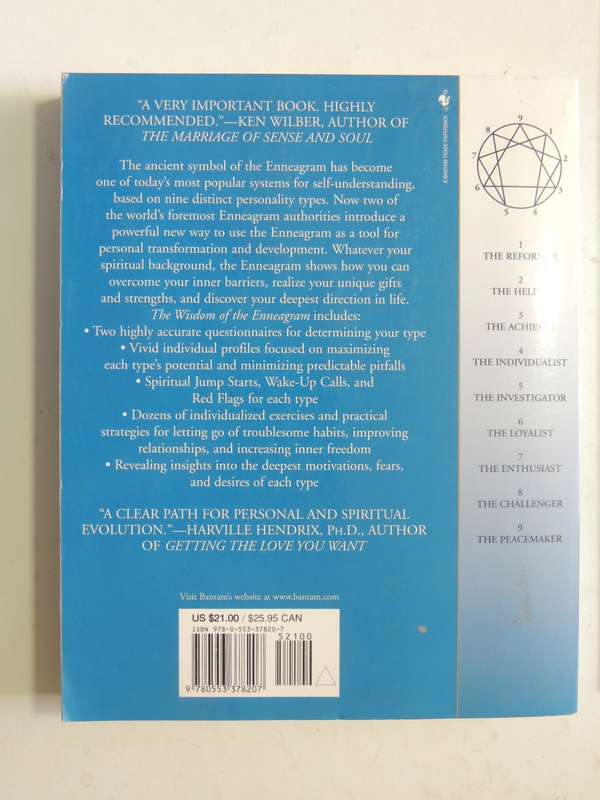 “A VERY IMPORTANT BOOK. HIGHLY
RECOMMENDED.”—KEN WILBER, AUTHOR OF
THE MARRIAGE OF SENSE AND SOUL
The ancient symbol of the Enneagram has become
one of today's most popular systems for self-understanding,
based on nine distinct personality types. Now two of
the world's foremost Enneagram authorities introduce a
powerful new way to use the Enneagram as a tool for
personal transformation and development. Whatever your
spiritual background, the Enneagram shows how you can
overcome your inner barriers, realize your unique gifts
and strengths, and discover your deepest direction in life.
The Wisdom of the Enneagram includes:
• Two highly accurate questionnaires for determining your type
• Vivid individual profiles focused on maximizing
each type's potential and minimizing predictable pitfalls
• Spiritual Jump Starts, Wake-Up Calls, and
Red Flags for each type
• Dozens of individualized exercises and practical
strategies for letting go of troublesome habits, improving
relationships, and increasing inner freedom
• Revealing insights into the deepest motivations, fears,
and desires of each type
“A CLEAR PATH FOR PERSONAL AND SPIRITUAL
EVOLUTION.”—HARVILLE HENDRIX, PH.D., AUTHOR
OF GETTING THE LOVE YOU WANT
Visit Bantam's website at www.bantam.com
US $21.00 / $25.95 CAN
ISBN 978-0-553-37820-7
52100
9 780553 378207
A BANTAM TRADE PAPERBACK
9
8 1
7 2
6 3
5 4
1
THE REFORMER
2
THE
3
THE ACHIEVER
4
THE INDIVIDUALIST
5
THE INVESTIGATOR
6
THE LOYALIST
7
THE ENTHUSIAST
8
THE CHALLENGER
9
THE PEACEMAKER